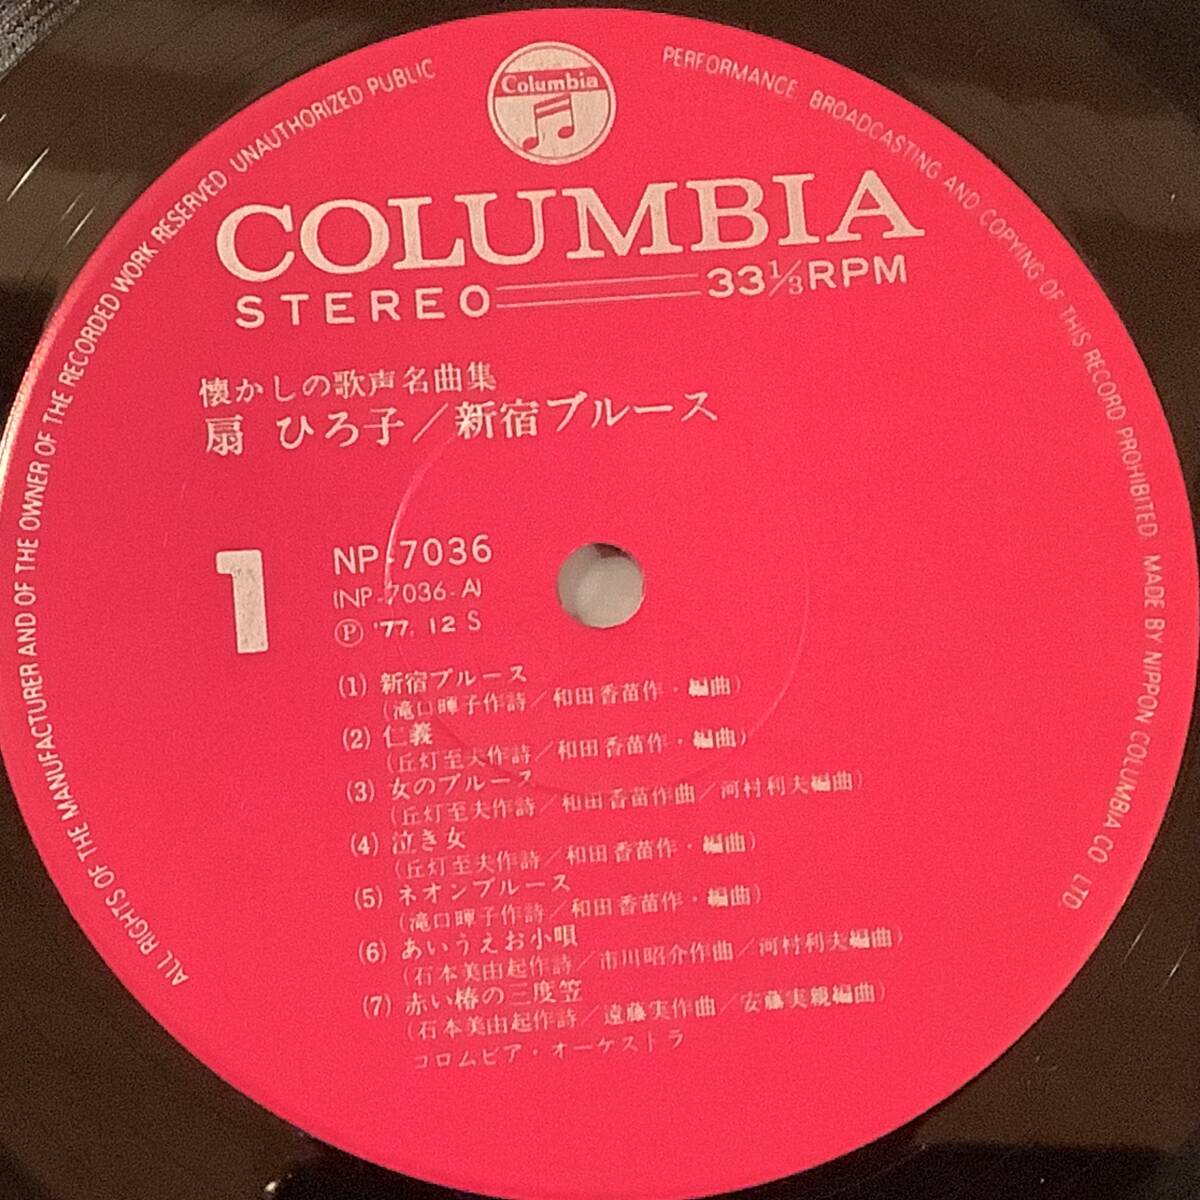 ALL RIGHTS OF THE MANUFACTURER AND OF THE OWNER OF THE RECORDED WORK RESERVED UNAUTHORIZED PUBLIC PERFORMANCE BROADCASTING AND COPYING OF THIS RECORD PROHIBITED MADE BY NIPPON COLUMBIA CO. LTD.
Columbia
COLUMBIA
STEREO 33 1/3 RPM
懐かしの歌声名曲集
扇 ひろ子/新宿ブルース
1
NP-7036
(NP-7036-A)
Ⓟ '77. 12 S
(1) 新宿ブルース
(滝口暉子作詩/和田香苗作・編曲)
(2) 仁義
(丘灯至夫作詩/和田香苗作・編曲)
(3) 女のブルース
(丘灯至夫作詩/和田香苗作曲/河村利夫編曲)
(4) 泣き女
(丘灯至夫作詩/和田香苗作・編曲)
(5) ネオンブルース
(滝口暉子作詩/和田香苗作・編曲)
(6) あいうえお小唄
(石本美由起作詩/市川昭介作曲/河村利夫編曲)
(7) 赤い椿の三度笠
(石本美由起作詩/遠藤実作曲/安藤実親編曲)
コロムビア・オーケストラ